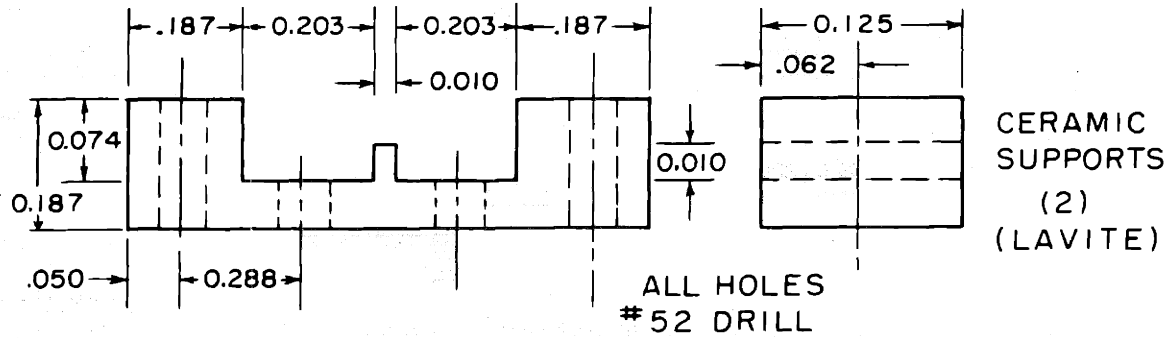 .187 0.203 0.203 .187 0.125
0.010 .062
0.074 0.010
0.187
.050 0.288
CERAMIC
SUPPORTS
(2)
(LAVITE)
ALL HOLES
#52 DRILL